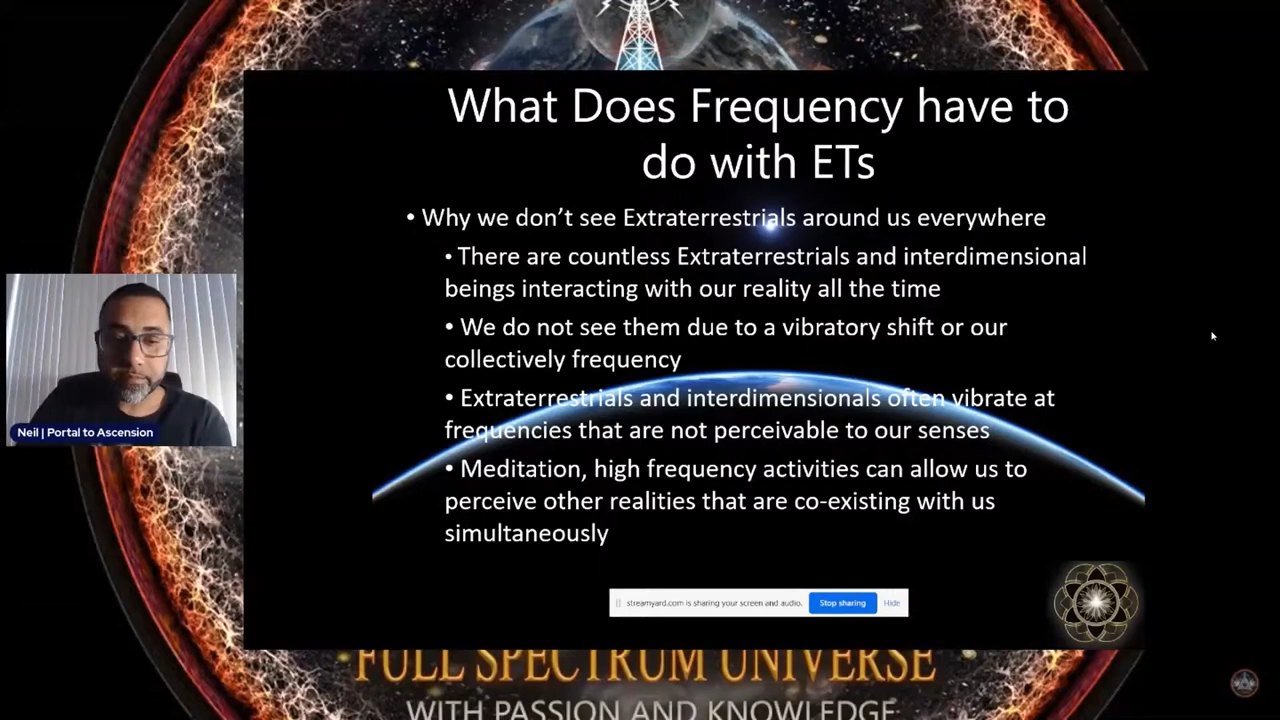 What Does Frequency have to
do with ETs
• Why we don’t see Extraterrestrials around us everywhere
• There are countless Extraterrestrials and interdimensional
beings interacting with our reality all the time
• We do not see them due to a vibratory shift or our
collectively frequency
• Extraterrestrials and interdimensionals often vibrate at
frequencies that are not perceivable to our senses
• Meditation, high frequency activities can allow us to
perceive other realities that are co-existing with us
simultaneously
Neil | Portal to Ascension
streamyard.com is sharing your screen and audio. Stop sharing Hide
FULL SPECTRUM UNIVERSE
WITH PASSION AND KNOWLEDGE